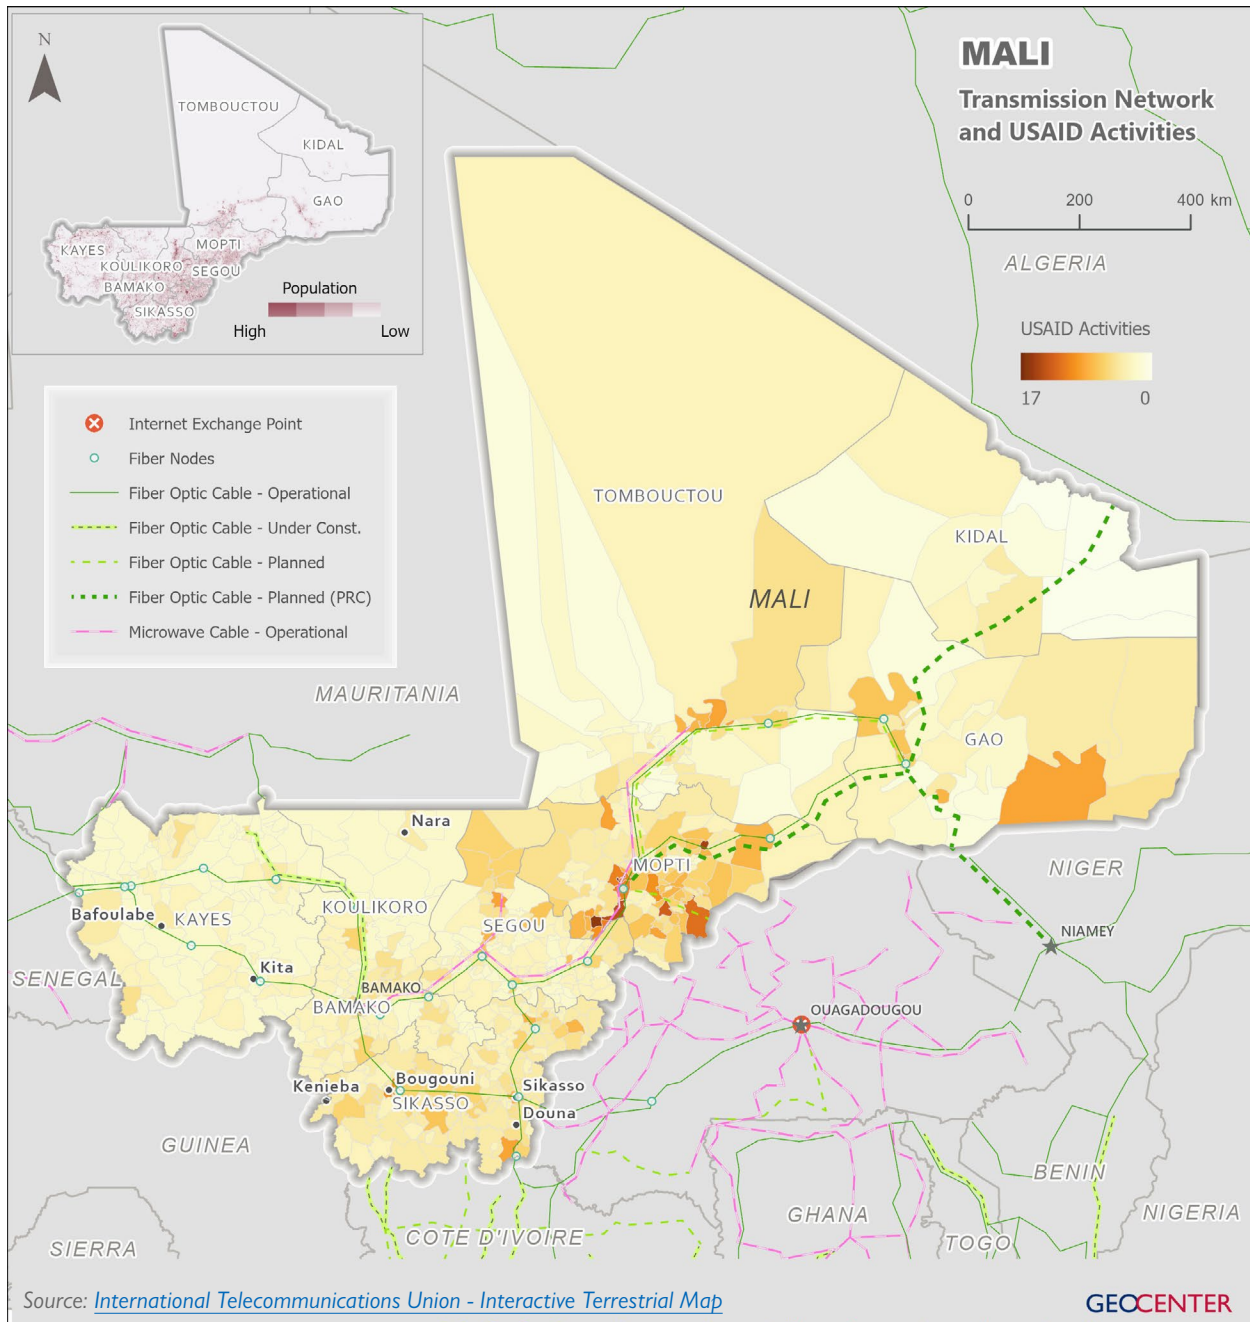 N
TOMBOUCTOU
KIDAL
GAO
MOPTI
KAYES
KOULIKORO
SEGOU
BAMAKO
SIKASSO
Population
High
Low
MALI
Transmission Network
and USAID Activities
0
200
400 km
ALGERIA
USAID Activities
17
0
Internet Exchange Point
Fiber Nodes
Fiber Optic Cable - Operational
Fiber Optic Cable - Under Const.
Fiber Optic Cable - Planned
Fiber Optic Cable - Planned (PRC)
Microwave Cable - Operational
TOMBOUCTOU
KIDAL
MALI
MAURITANIA
GAO
Nara
MOPTI
NIGER
Bafoulabe
KAYES
KOULIKORO
SEGOU
NIAMEY
SENEGAL
Kita
BAMAKO
BAMAKO
OUAGADOUGOU
Kenieba
Bougouni
SIKASSO
Sikasso
Douna
GUINEA
BENIN
GHANA
NIGERIA
COTE D'IVOIRE
TOGO
SIERRA
Source: International Telecommunications Union - Interactive Terrestrial Map
GEOCENTER